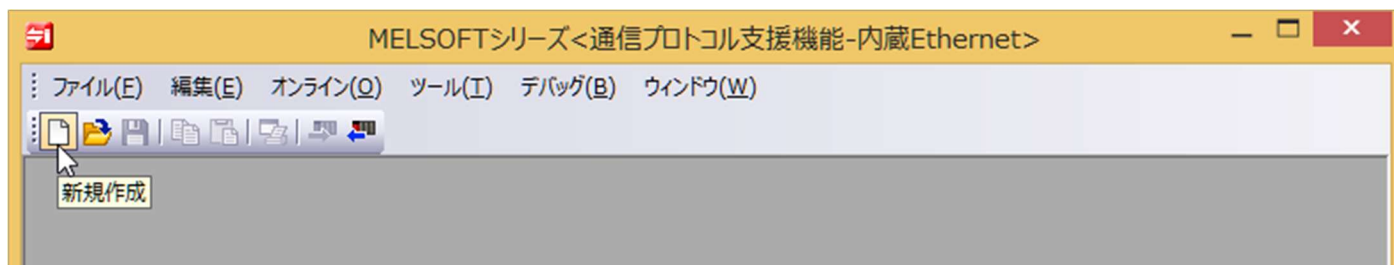 MELSOFTシリーズ<通信プロトコル支援機能-内蔵Ethernet>
ファイル(F) 編集(E) オンライン(O) ツール(T) デバッグ(B) ウィンドウ(W)
新規作成